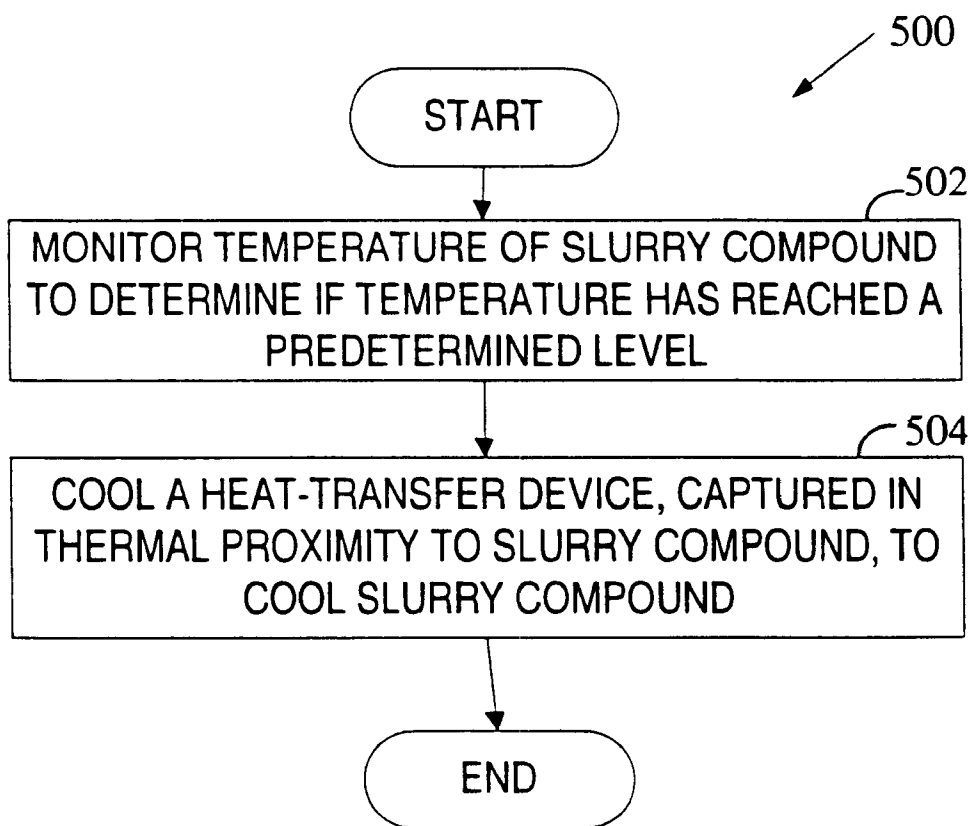 500
START
502
MONITOR TEMPERATURE OF SLURRY COMPOUND
TO DETERMINE IF TEMPERATURE HAS REACHED A
PREDETERMINED LEVEL
504
COOL A HEAT-TRANSFER DEVICE, CAPTURED IN
THERMAL PROXIMITY TO SLURRY COMPOUND, TO
COOL SLURRY COMPOUND
END